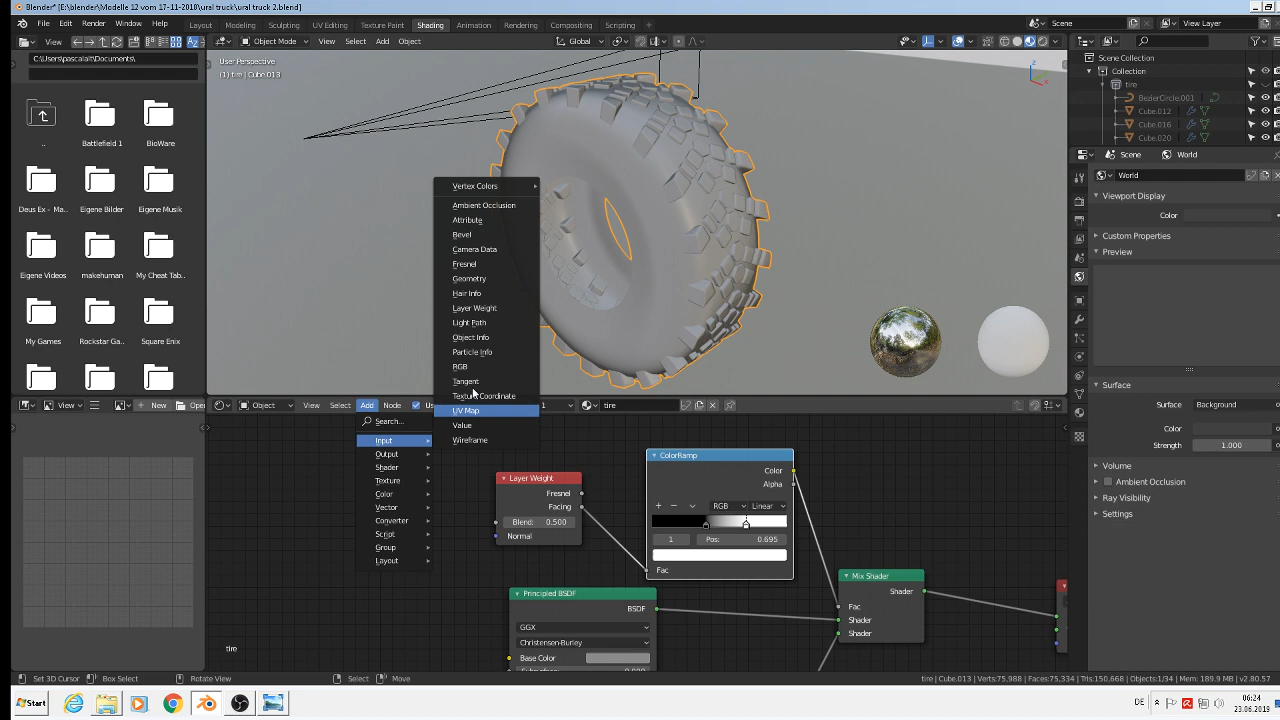 Blender* [E:\blender\Modelle 12 vom 17-11-2018\ural truck\ural truck 2.blend]
File Edit Render Window Help Layout Modeling Sculpting UV Editing Texture Paint Shading Animation Rendering Compositing Scripting + Scene View Layer
View Object Mode View Select Add Object Global
C:\Users\pascalalt\Documents\
User Perspective
(1) tire | Cube.013
Scene Collection
Collection
tire
BezierCircle.001
Cube.012
Cube.016
Cube.020
..
Battlefield 1
BioWare
Deus Ex - Ma...
Eigene Bilder
Eigene Musik
Eigene Videos
makehuman
My Cheat Tab...
My Games
Rockstar Ga...
Square Enix
Scene World
World
Viewport Display
Color
Custom Properties
Preview
Surface
Surface: Background
Color
Strength: 1.000
Volume
Ambient Occlusion
Ray Visibility
Settings
Vertex Colors
Ambient Occlusion
Attribute
Bevel
Camera Data
Fresnel
Geometry
Hair Info
Layer Weight
Light Path
Object Info
Particle Info
RGB
Tangent
Texture Coordinate
UV Map
Value
Wireframe
View + New Open
Object View Select Add Node 1 tire
Search...
Input
Output
Shader
Texture
Color
Vector
Converter
Script
Group
Layout
Layer Weight
Fresnel
Facing
Blend: 0.500
Normal
ColorRamp
Color
Alpha
RGB Linear
1 Pos: 0.695
Fac
Principled BSDF
BSDF
GGX
Christensen-Burley
Base Color
Mix Shader
Shader
Fac
Shader
Shader
tire
Set 3D Cursor Box Select Rotate View Select Move tire | Cube.013 | Verts:75,988 | Faces:75,334 | Tris:150,668 | Objects:1/34 | Mem: 189.9 MB | v2.80.57
Start DE 06:24
23.06.2019